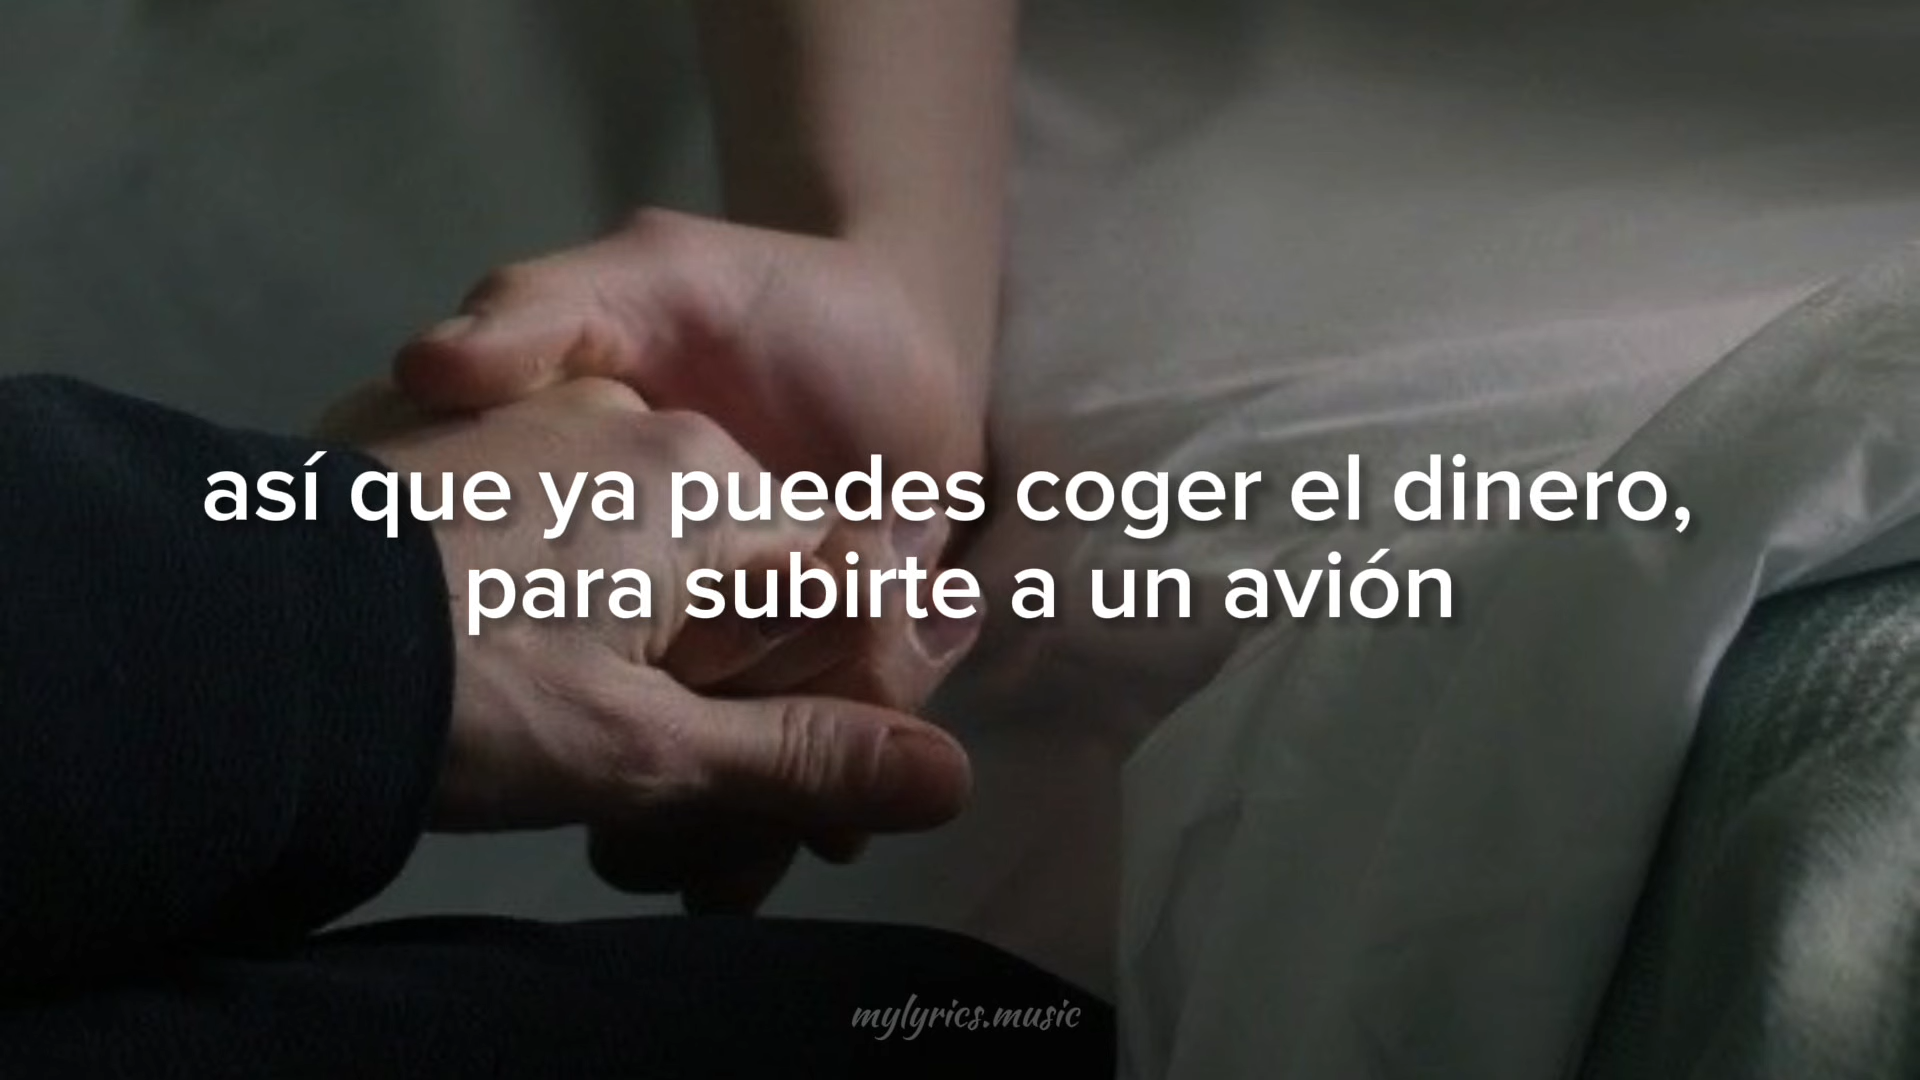 así que ya puedes coger el dinero,
para subirte a un avión
mylyrics.music